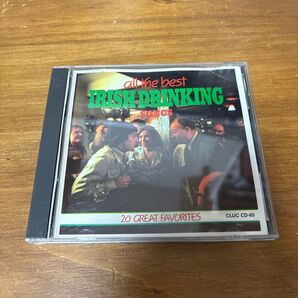 all the best
IRISH DRINKING
SONGS
20 GREAT FAVORITES
CLUC CD-85